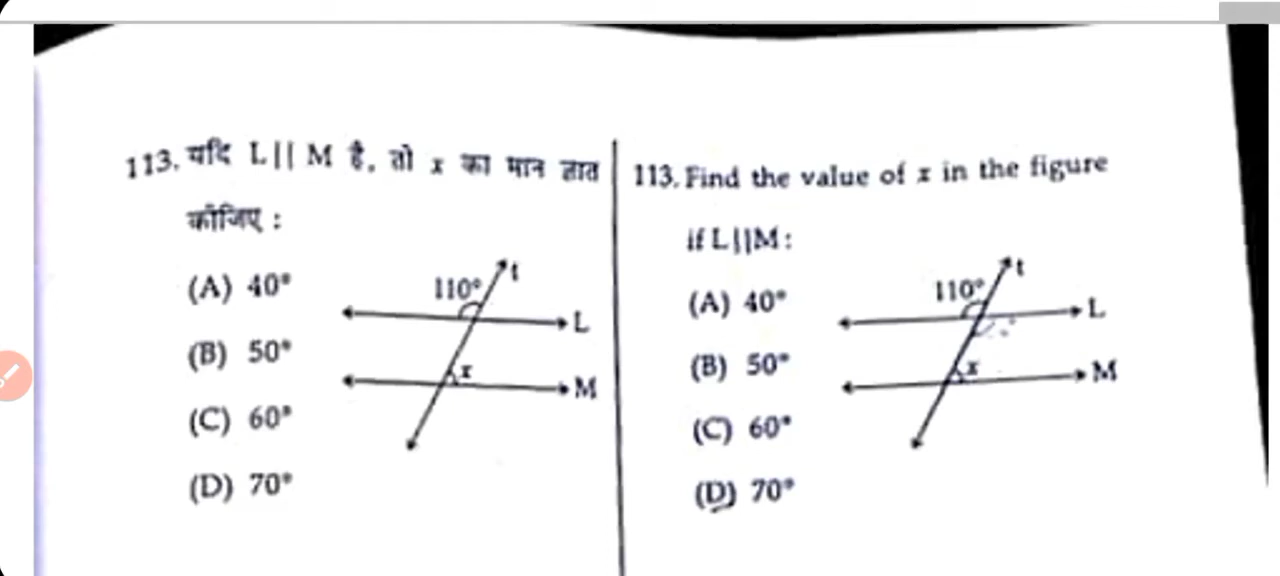 113. यदि L || M है, तो x का मान ज्ञात
कीजिए :
(A) 40°
(B) 50°
(C) 60°
(D) 70°
110°
t
L
x
M
113. Find the value of x in the figure
if L||M:
(A) 40°
(B) 50°
(C) 60°
(D) 70°
110°
t
L
x
M